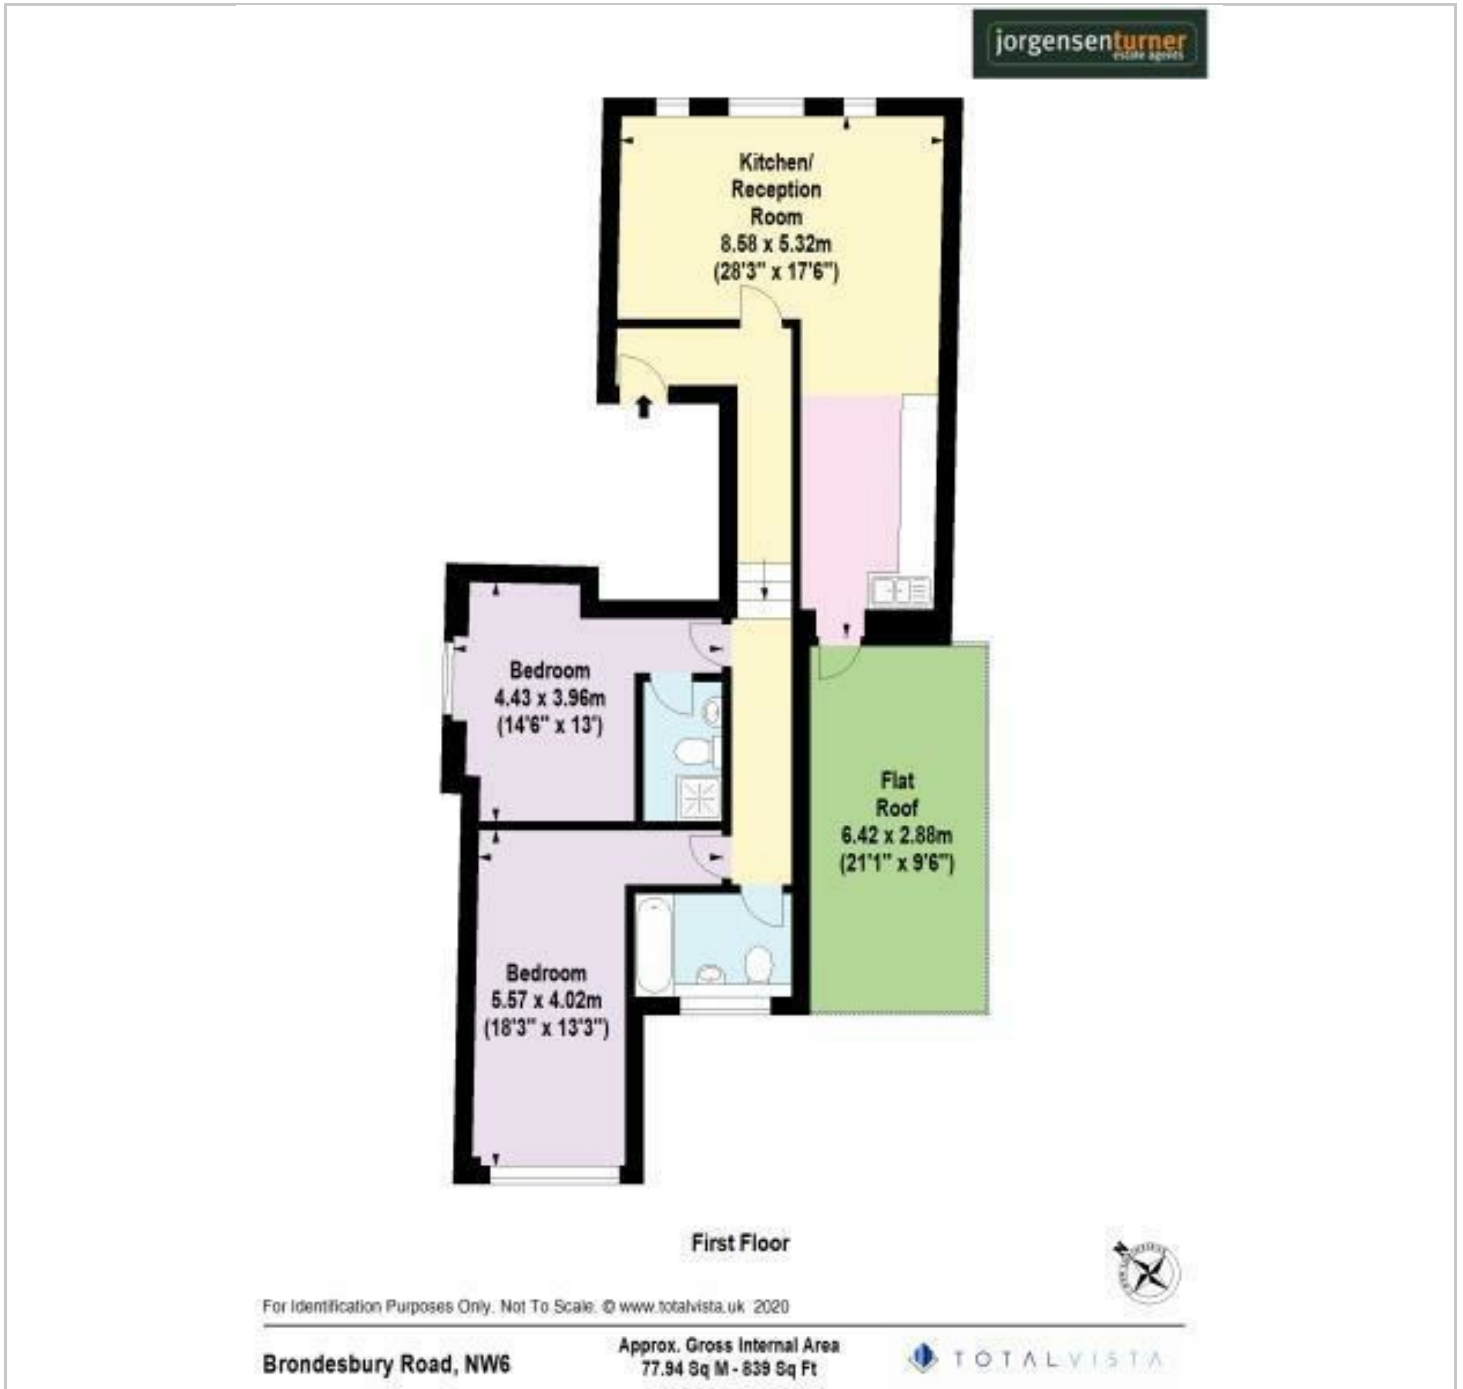 jorgensenturner
estate agents
Kitchen/
Reception
Room
8.58 x 5.32m
(28'3" x 17'6")
Bedroom
4.43 x 3.96m
(14'6" x 13')
Flat
Roof
6.42 x 2.88m
(21'1" x 9'6")
Bedroom
5.57 x 4.02m
(18'3" x 13'3")
First Floor
N
For Identification Purposes Only. Not To Scale. © www.totalvista.uk 2020
Brondesbury Road, NW6
Approx. Gross Internal Area
77.94 Sq M - 839 Sq Ft
TOTALVISTA